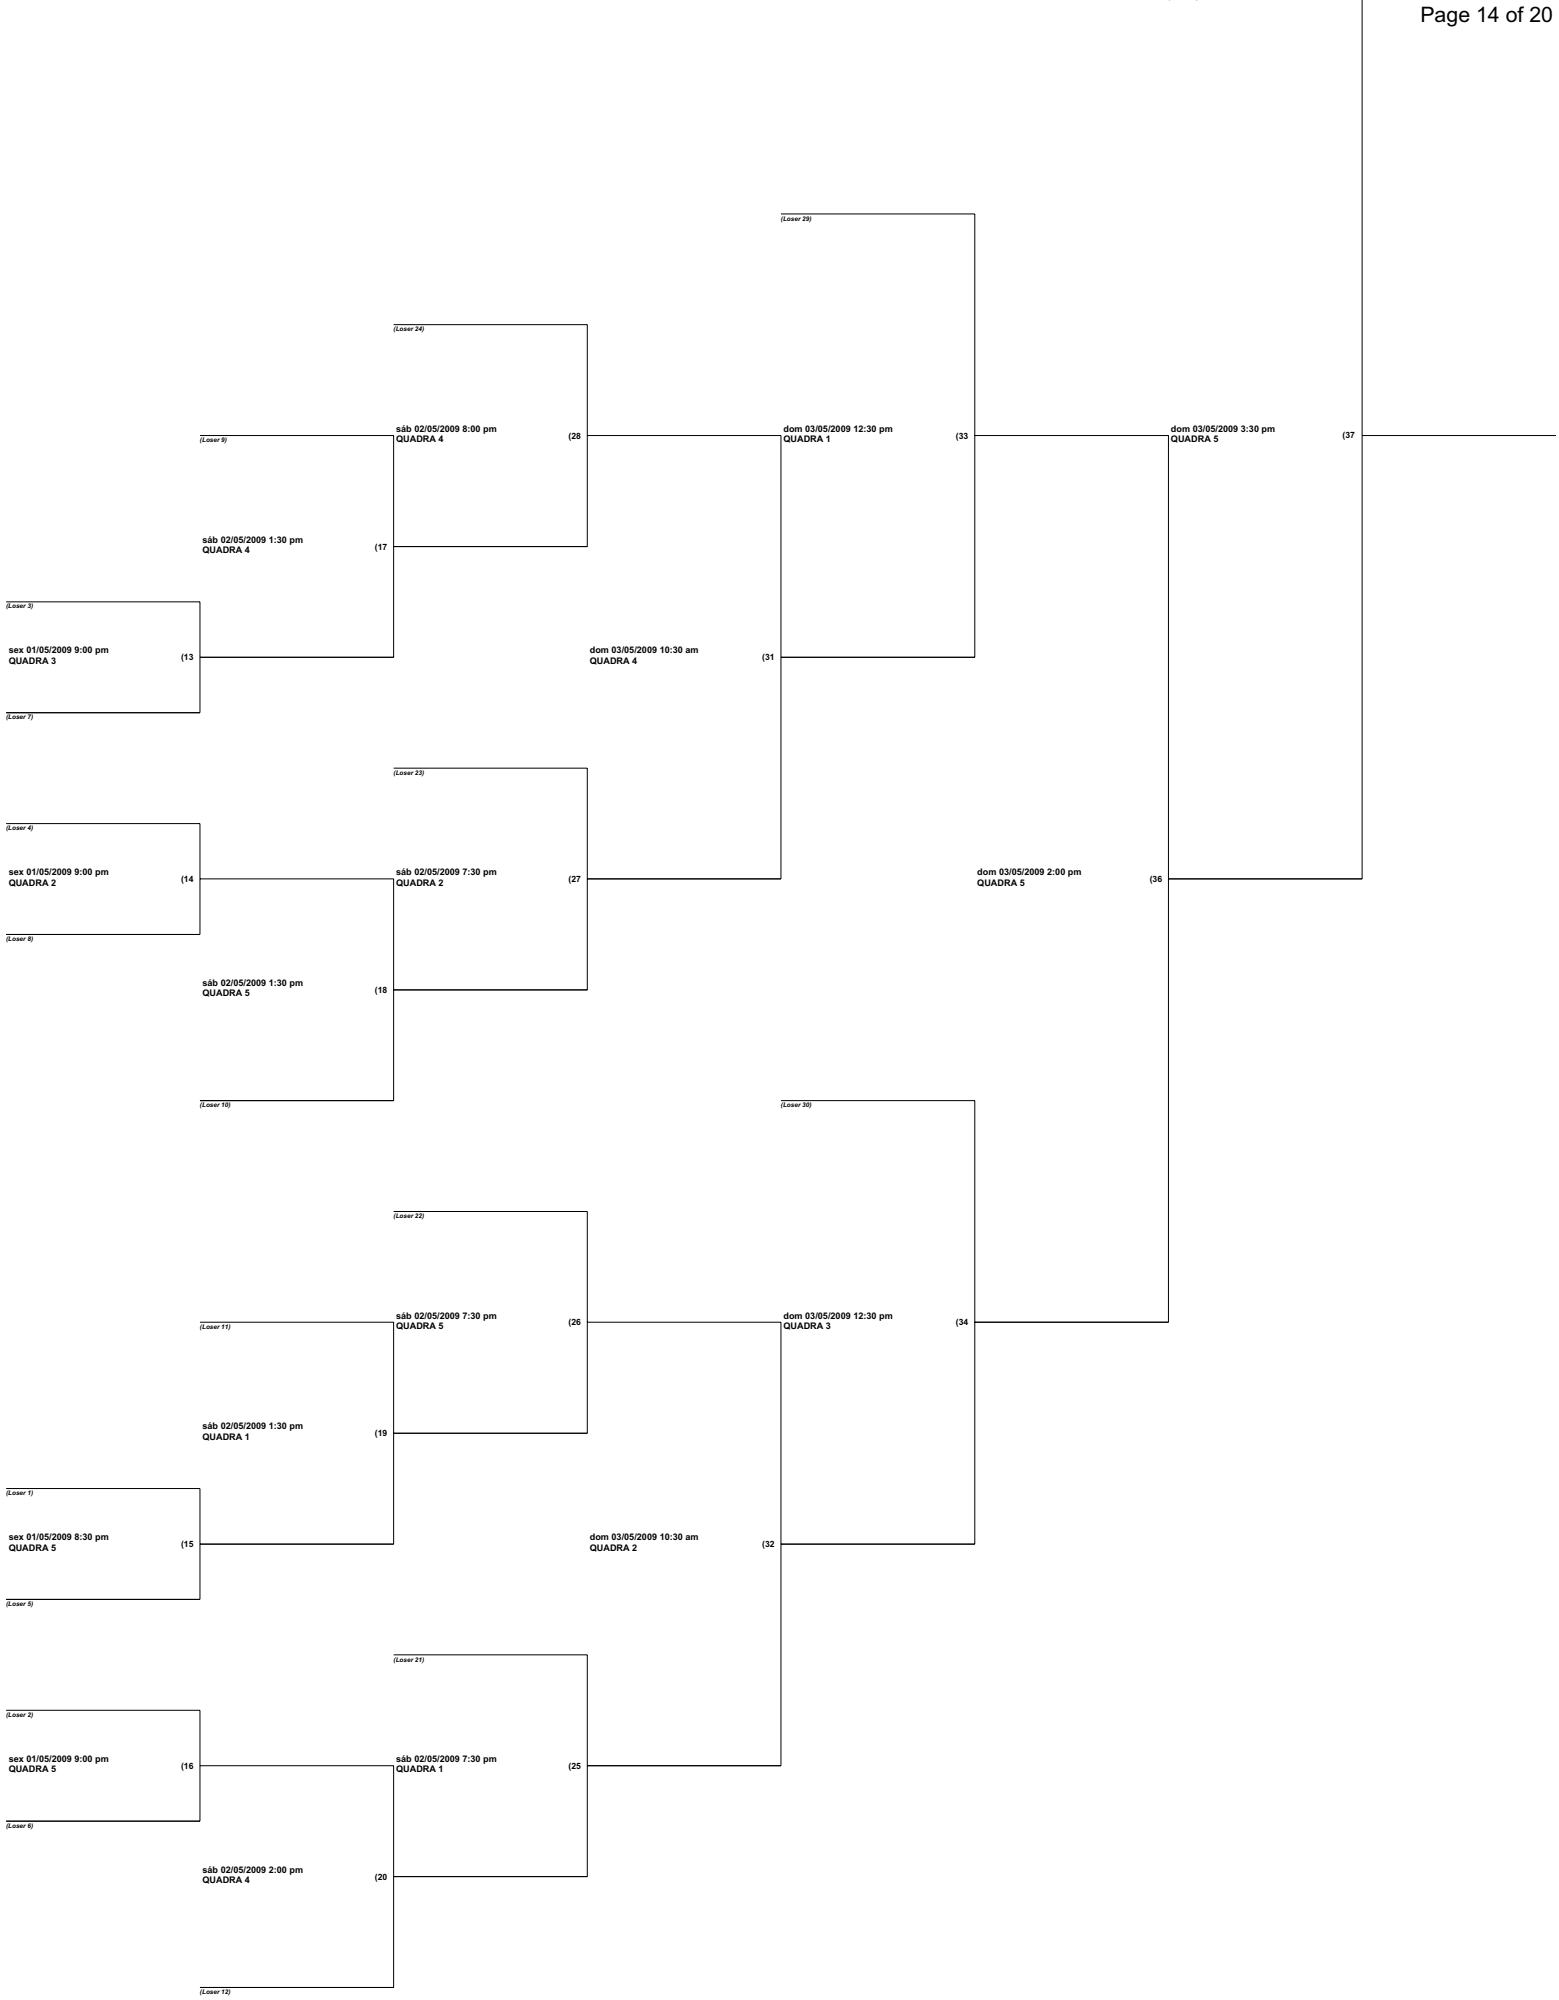 Page 14 of 20
(Loser 29)
(Loser 24)
sáb 02/05/2009 8:00 pm
QUADRA 4
(28
dom 03/05/2009 12:30 pm
QUADRA 1
(33
dom 03/05/2009 3:30 pm
QUADRA 5
(37
(Loser 9)
sáb 02/05/2009 1:30 pm
QUADRA 4
(17
(Loser 3)
sex 01/05/2009 9:00 pm
QUADRA 3
(13
dom 03/05/2009 10:30 am
QUADRA 4
(31
(Loser 7)
(Loser 23)
(Loser 4)
sex 01/05/2009 9:00 pm
QUADRA 2
(14
sáb 02/05/2009 7:30 pm
QUADRA 2
(27
dom 03/05/2009 2:00 pm
QUADRA 5
(36
(Loser 8)
sáb 02/05/2009 1:30 pm
QUADRA 5
(18
(Loser 10)
(Loser 30)
(Loser 22)
sáb 02/05/2009 7:30 pm
QUADRA 5
(26
dom 03/05/2009 12:30 pm
QUADRA 3
(34
(Loser 11)
sáb 02/05/2009 1:30 pm
QUADRA 1
(19
(Loser 1)
sex 01/05/2009 8:30 pm
QUADRA 5
(15
dom 03/05/2009 10:30 am
QUADRA 2
(32
(Loser 5)
(Loser 21)
(Loser 2)
sex 01/05/2009 9:00 pm
QUADRA 5
(16
sáb 02/05/2009 7:30 pm
QUADRA 1
(25
(Loser 6)
sáb 02/05/2009 2:00 pm
QUADRA 4
(20
(Loser 12)